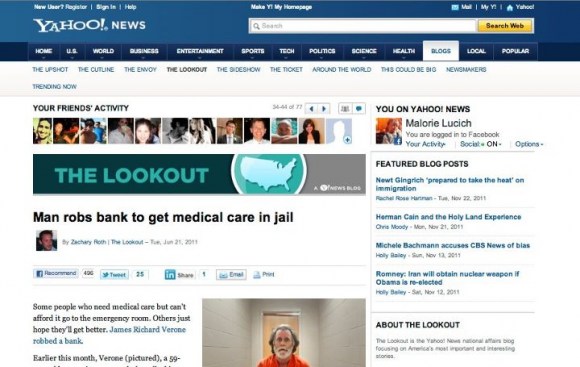 New User? Register | Sign In | Help
Make Y! My Homepage
Mail | My Y! | Yahoo!
YAHOO! NEWS
Search
Search Web
HOME U.S. WORLD BUSINESS ENTERTAINMENT SPORTS TECH POLITICS SCIENCE HEALTH BLOGS LOCAL POPULAR
THE UPSHOT THE CUTLINE THE ENVOY THE LOOKOUT THE SIDESHOW THE TICKET AROUND THE WORLD THIS COULD BE BIG NEWSMAKERS
TRENDING NOW
YOUR FRIENDS' ACTIVITY
34-44 of 77
THE LOOKOUT
A Y! NEWS BLOG
Man robs bank to get medical care in jail
By Zachary Roth | The Lookout – Tue, Jun 21, 2011
Recommend 496 Tweet 25 Share 1 Email Print
Some people who need medical care but can't
afford it go to the emergency room. Others just
hope they'll get better. James Richard Verone
robbed a bank.
Earlier this month, Verone (pictured), a 59-
YOU ON YAHOO! NEWS
Malorie Lucich
You are logged in to Facebook
Your Activity | Social: ON | Options
FEATURED BLOG POSTS
Newt Gingrich 'prepared to take the heat' on
immigration
Rachel Rose Hartman - Tue, Nov 22, 2011
Herman Cain and the Holy Land Experience
Chris Moody - Mon, Nov 21, 2011
Michele Bachmann accuses CBS News of bias
Holly Bailey - Sun, Nov 13, 2011
Romney: Iran will obtain nuclear weapon if
Obama is re-elected
Holly Bailey - Sat, Nov 12, 2011
ABOUT THE LOOKOUT
The Lookout is the Yahoo! News national affairs blog
focusing on America's most important and interesting
stories.